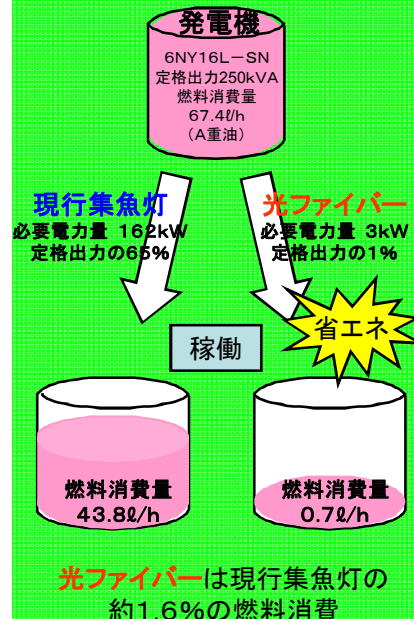 発電機
6NY16L－SN
定格出力250kVA
燃料消費量
67.4ℓ/h
（A重油）
現行集魚灯
必要電力量 162kW
定格出力の65%
光ファイバー
必要電力量 3kW
定格出力の1%
省エネ
稼働
燃料消費量
43.8ℓ/h
燃料消費量
0.7ℓ/h
光ファイバーは現行集魚灯の
約1.6%の燃料消費